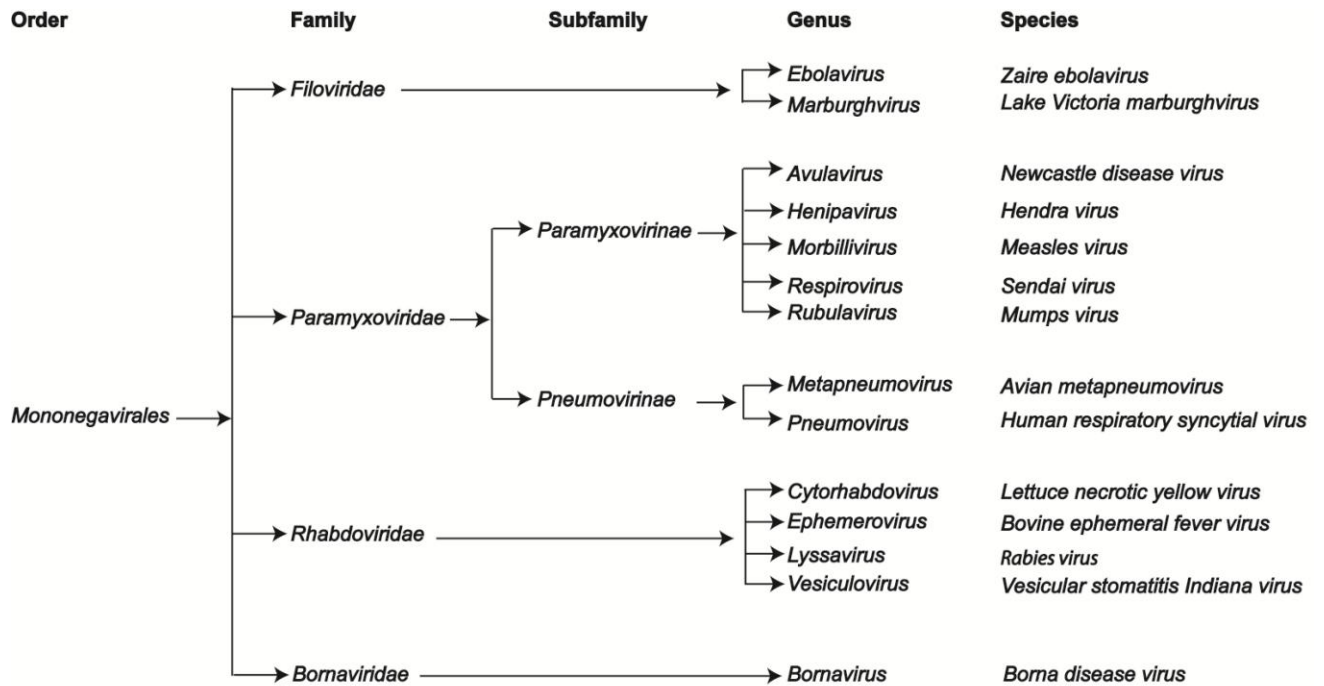 Order Family Subfamily Genus Species
Ebolavirus Zaire ebolavirus
Filoviridae
Marburghvirus Lake Victoria marburghvirus
Avulavirus Newcastle disease virus
Henipavirus Hendra virus
Paramyxovirinae
Morbillivirus Measles virus
Respirovirus Sendai virus
Rubulavirus Mumps virus
Paramyxoviridae
Metapneumovirus Avian metapneumovirus
Pneumovirinae
Mononegavirales
Pneumovirus Human respiratory syncytial virus
Cytorhabdovirus Lettuce necrotic yellow virus
Ephemerovirus Bovine ephemeral fever virus
Rhabdoviridae
Lyssavirus Rabies virus
Vesiculovirus Vesicular stomatitis Indiana virus
Bornaviridae Bornavirus Borna disease virus